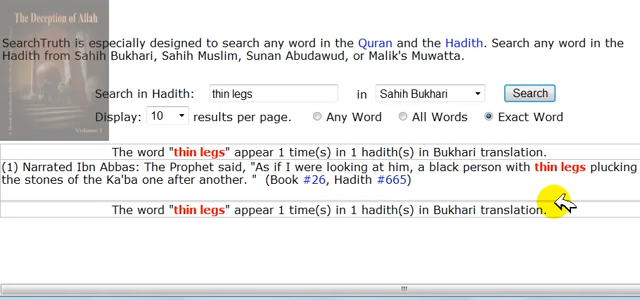 The Deception of Allah
SearchTruth is especially designed to search any word in the Quran and the Hadith. Search any word in the
Hadith from Sahih Bukhari, Sahih Muslim, Sunan Abudawud, or Malik's Muwatta.
Search in Hadith: thin legs in Sahih Bukhari Search
Display: 10 results per page. Any Word All Words Exact Word
Volume 1
The word "thin legs" appear 1 time(s) in 1 hadith(s) in Bukhari translation.
(1) Narrated Ibn Abbas: The Prophet said, "As if I were looking at him, a black person with thin legs plucking
the stones of the Ka'ba one after another. " (Book #26, Hadith #665)
The word "thin legs" appear 1 time(s) in 1 hadith(s) in Bukhari translation.